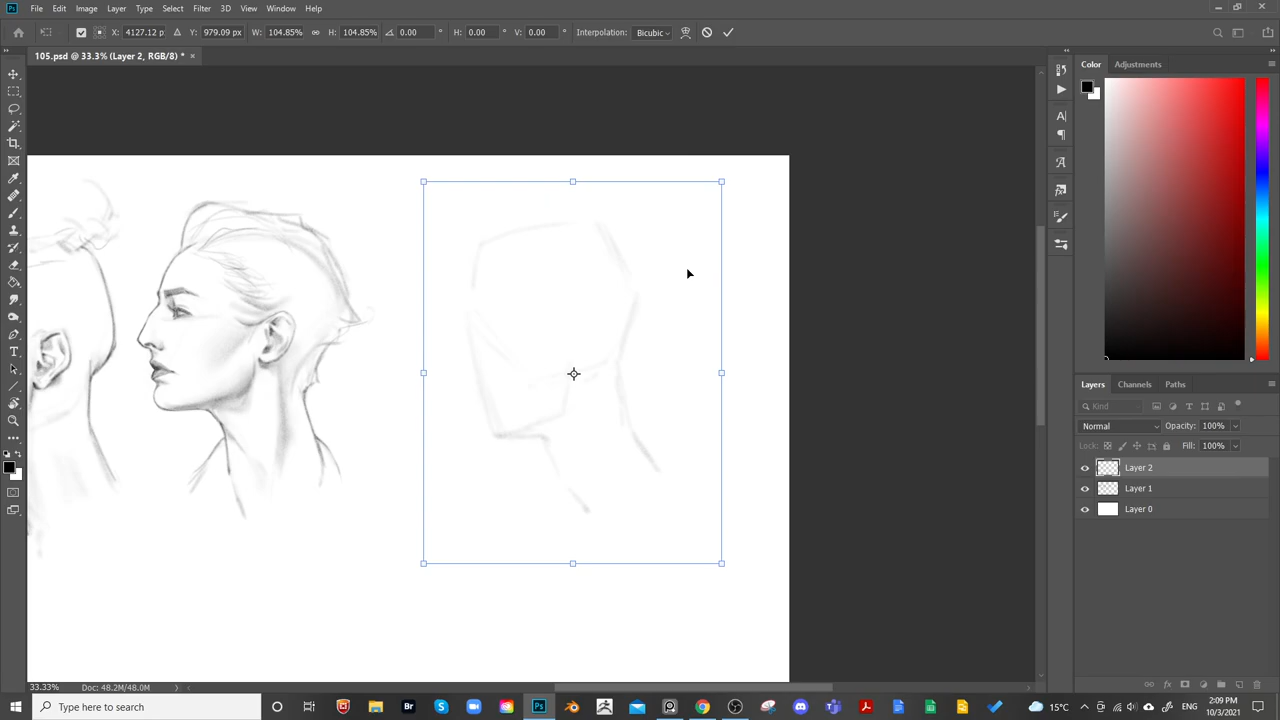 Ps File Edit Image Layer Type Select Filter 3D View Window Help
X: 4127.12 p Y: 979.09 px W: 104.85% H: 104.85% 0.00 ° H: 0.00 ° V: 0.00 ° Interpolation: Bicubic
105.psd @ 33.3% (Layer 2, RGB/8) * ×
Color Adjustments
Layers Channels Paths
Kind
Normal Opacity: 100%
Lock: Fill: 100%
Layer 2
Layer 1
Layer 0
33.33% Doc: 48.2M/48.0M
Type here to search
Br
Ps
15°C
2:09 PM
10/3/2021